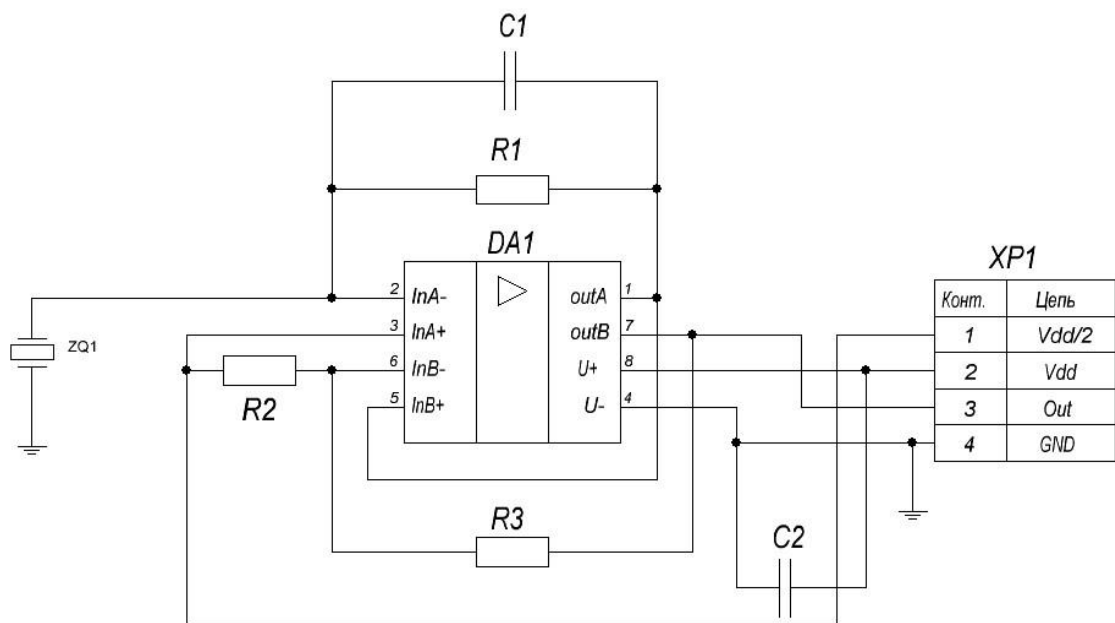 C1
R1
DA1
XP1
2 InA- outA 1
3 InA+ outB 7
6 InB- U+ 8
5 InB+ U- 4
ZQ1
R2
R3
C2
Конт. Цепь
1 Vdd/2
2 Vdd
3 Out
4 GND